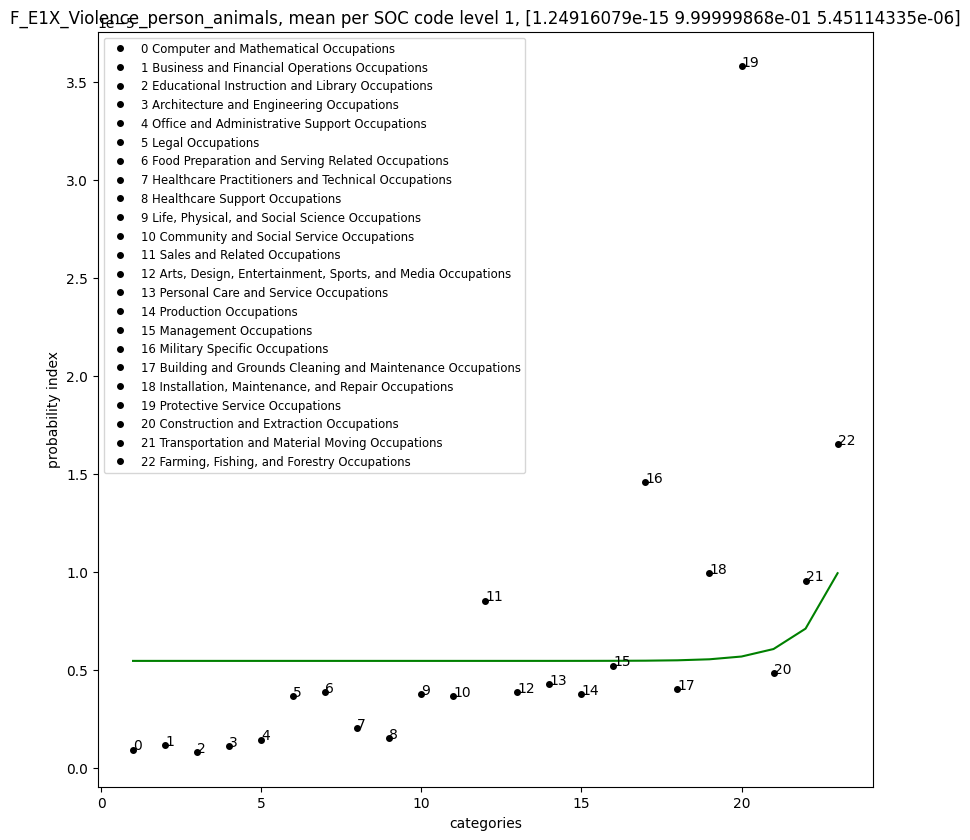 F_E1X_Violence_person_animals, mean per SOC code level 1, [1.24916079e-15 9.99999868e-01 5.45114335e-06]
1e-5
0 Computer and Mathematical Occupations
1 Business and Financial Operations Occupations
2 Educational Instruction and Library Occupations
3 Architecture and Engineering Occupations
4 Office and Administrative Support Occupations
5 Legal Occupations
6 Food Preparation and Serving Related Occupations
7 Healthcare Practitioners and Technical Occupations
8 Healthcare Support Occupations
9 Life, Physical, and Social Science Occupations
10 Community and Social Service Occupations
11 Sales and Related Occupations
12 Arts, Design, Entertainment, Sports, and Media Occupations
13 Personal Care and Service Occupations
14 Production Occupations
15 Management Occupations
16 Military Specific Occupations
17 Building and Grounds Cleaning and Maintenance Occupations
18 Installation, Maintenance, and Repair Occupations
19 Protective Service Occupations
20 Construction and Extraction Occupations
21 Transportation and Material Moving Occupations
22 Farming, Fishing, and Forestry Occupations
probability index
3.5
3.0
2.5
2.0
1.5
1.0
0.5
0.0
0
1
2
3
4
5
6
7
8
9
10
11
12
13
14
15
16
17
18
19
20
21
22
0
5
10
15
20
categories